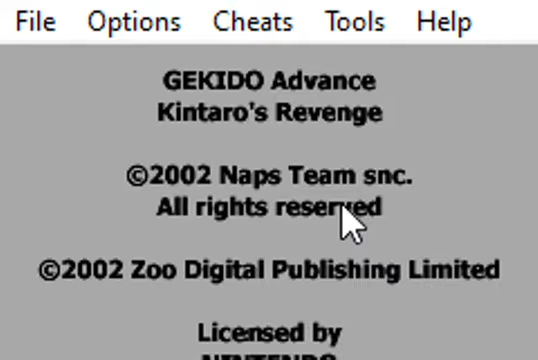 File Options Cheats Tools Help
GEKIDO Advance
Kintaro's Revenge
©2002 Naps Team snc.
All rights reserved
©2002 Zoo Digital Publishing Limited
Licensed by
NINTENDO